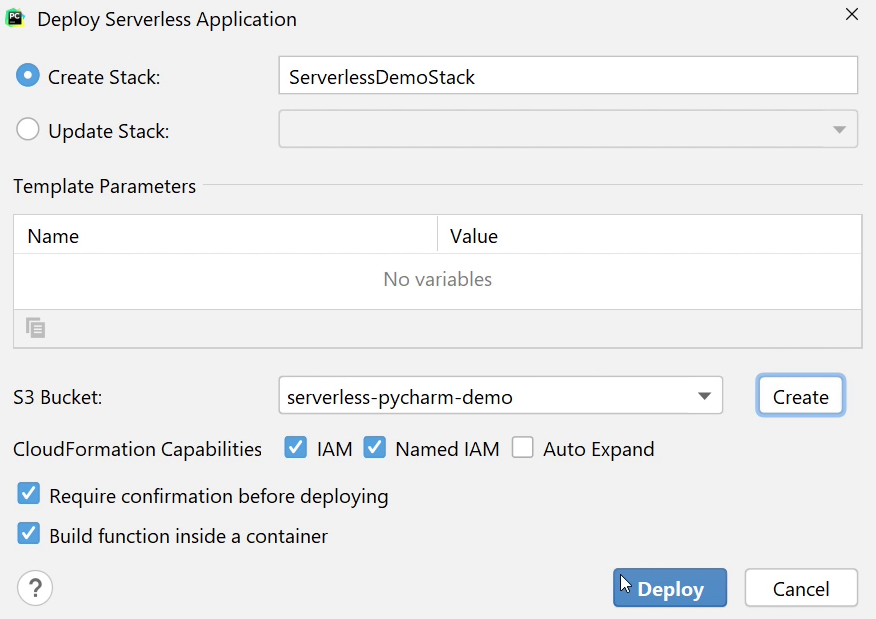 PC
Deploy Serverless Application
Create Stack: ServerlessDemoStack
Update Stack:
Template Parameters
Name Value
No variables
S3 Bucket: serverless-pycharm-demo Create
CloudFormation Capabilities IAM Named IAM Auto Expand
Require confirmation before deploying
Build function inside a container
? Deploy Cancel